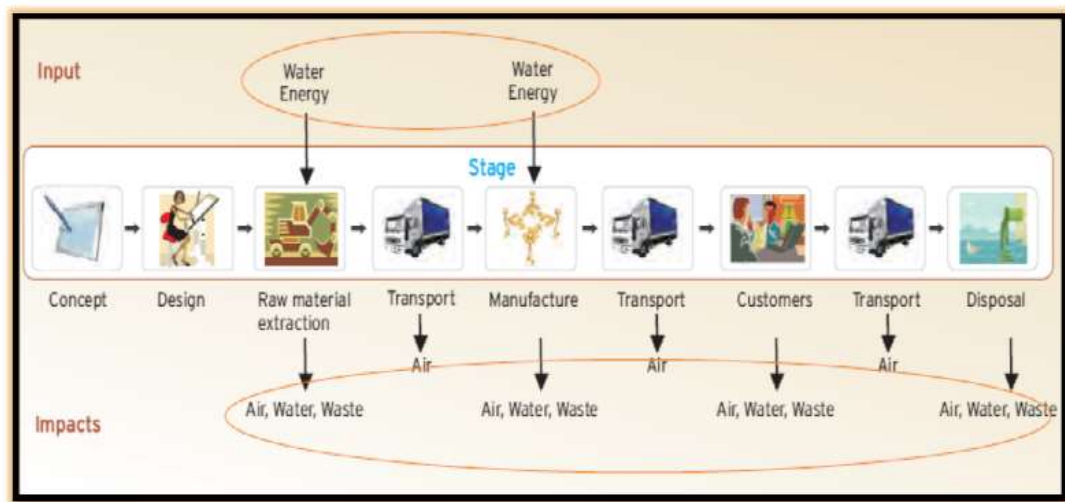 Input
Water
Energy
Water
Energy
Stage
Concept
Design
Raw material
extraction
Transport
Manufacture
Transport
Customers
Transport
Disposal
Air
Air
Air
Impacts
Air, Water, Waste
Air, Water, Waste
Air, Water, Waste
Air, Water, Waste